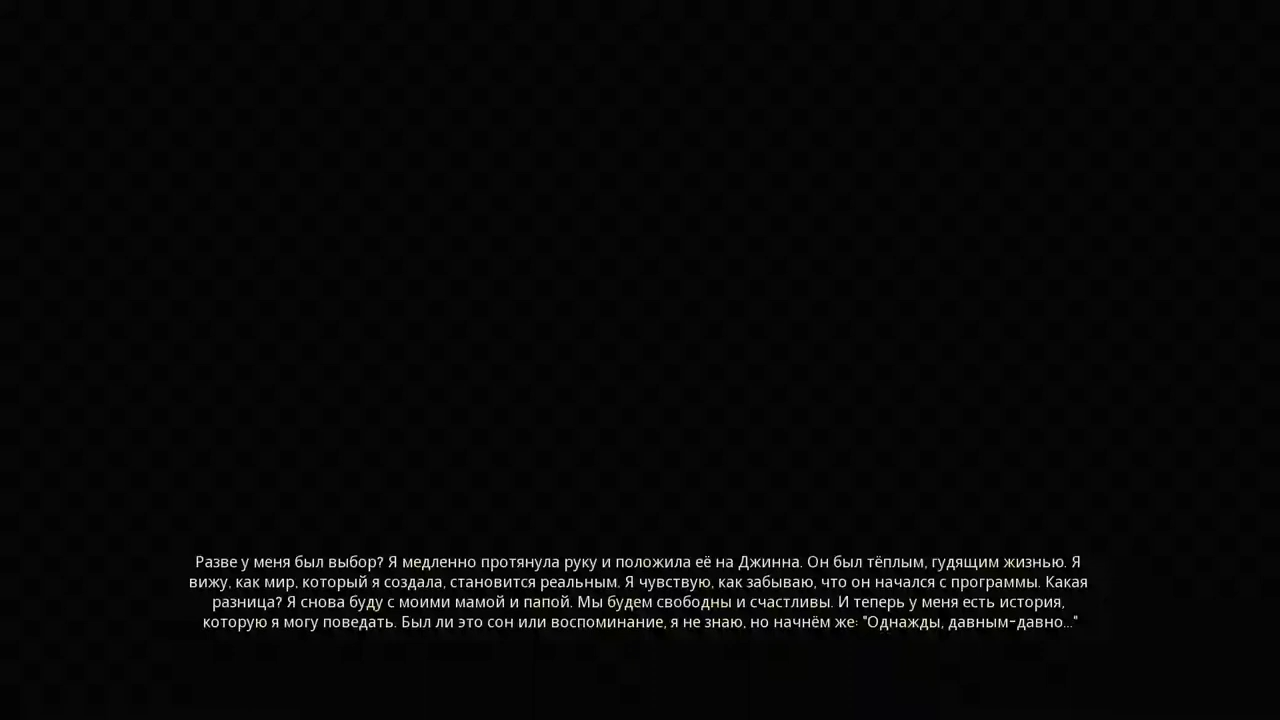 Разве у меня был выбор? Я медленно протянула руку и положила её на Джинна. Он был тёплым, гудящим жизнью. Я
вижу, как мир, который я создала, становится реальным. Я чувствую, как забываю, что он начался с программы. Какая
разница? Я снова буду с моими мамой и папой. Мы будем свободны и счастливы. И теперь у меня есть история,
которую я могу поведать. Был ли это сон или воспоминание, я не знаю, но начнём же: "Однажды, давным-давно..."